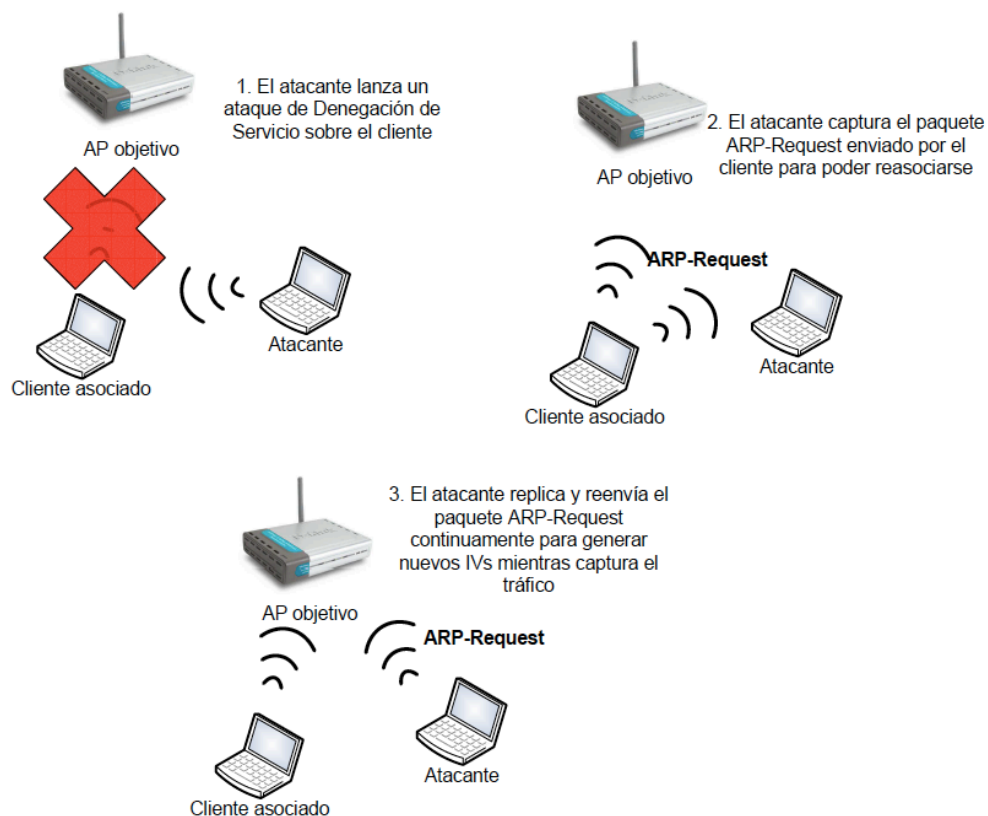 1. El atacante lanza un
ataque de Denegación de
Servicio sobre el cliente
AP objetivo
Atacante
Cliente asociado
2. El atacante captura el paquete
ARP-Request enviado por el
cliente para poder reasociarse
AP objetivo
ARP-Request
Atacante
Cliente asociado
3. El atacante replica y reenvía el
paquete ARP-Request
continuamente para generar
nuevos IVs mientras captura el
tráfico
AP objetivo
ARP-Request
Atacante
Cliente asociado